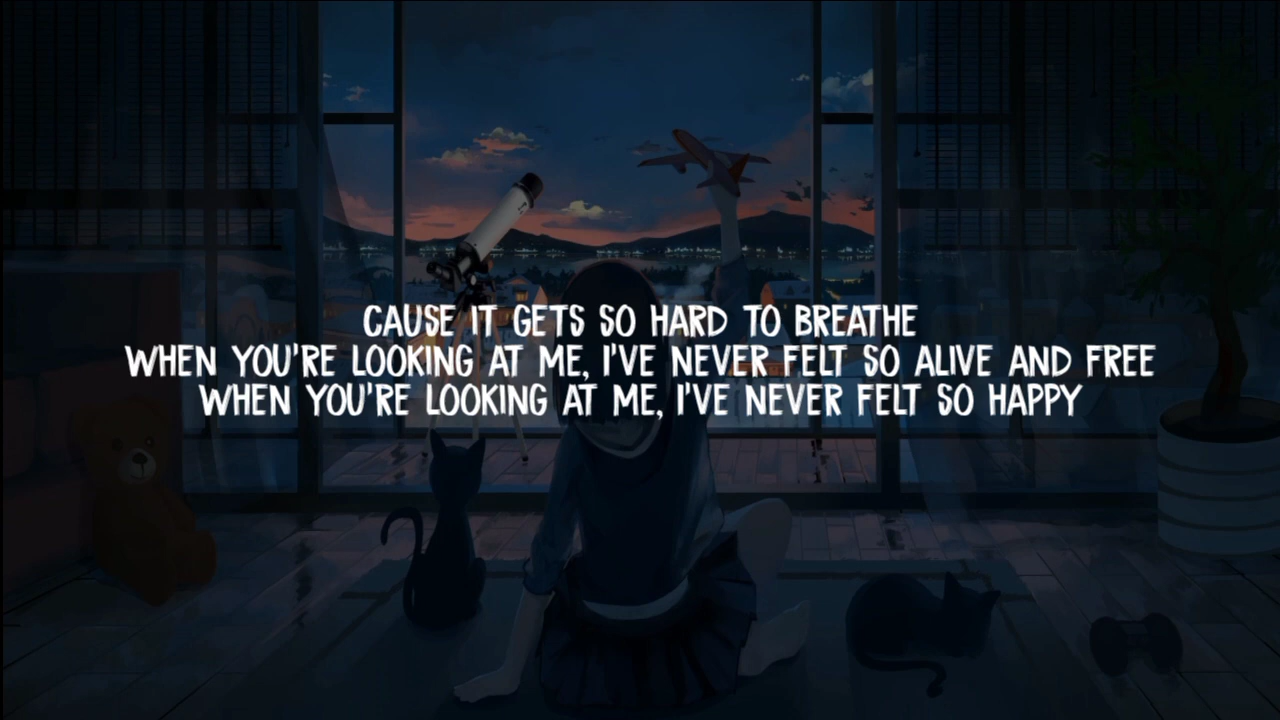 CAUSE IT GETS SO HARD TO BREATHE
WHEN YOU'RE LOOKING AT ME, I'VE NEVER FELT SO ALIVE AND FREE
WHEN YOU'RE LOOKING AT ME, I'VE NEVER FELT SO HAPPY